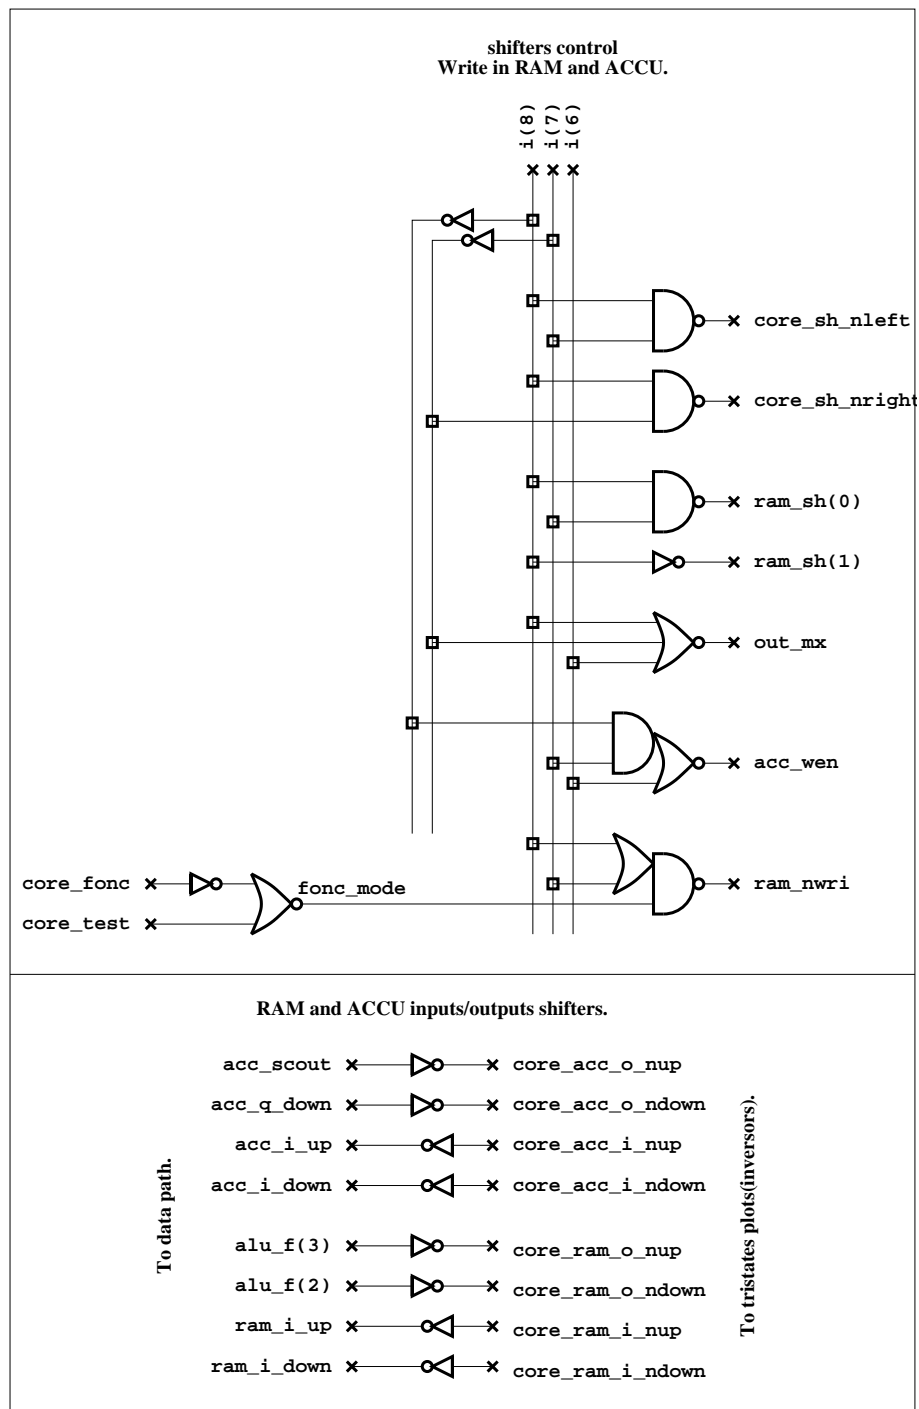 shifters control
Write in RAM and ACCU.
i(8)
i(7)
i(6)
core_sh_nleft
core_sh_nright
ram_sh(0)
ram_sh(1)
out_mx
acc_wen
core_fonc
fonc_mode
ram_nwri
core_test
RAM and ACCU inputs/outputs shifters.
To data path.
acc_scout core_acc_o_nup
acc_q_down core_acc_o_ndown
acc_i_up core_acc_i_nup
acc_i_down core_acc_i_ndown
alu_f(3) core_ram_o_nup
alu_f(2) core_ram_o_ndown
ram_i_up core_ram_i_nup
ram_i_down core_ram_i_ndown
To tristates plots(inversors).